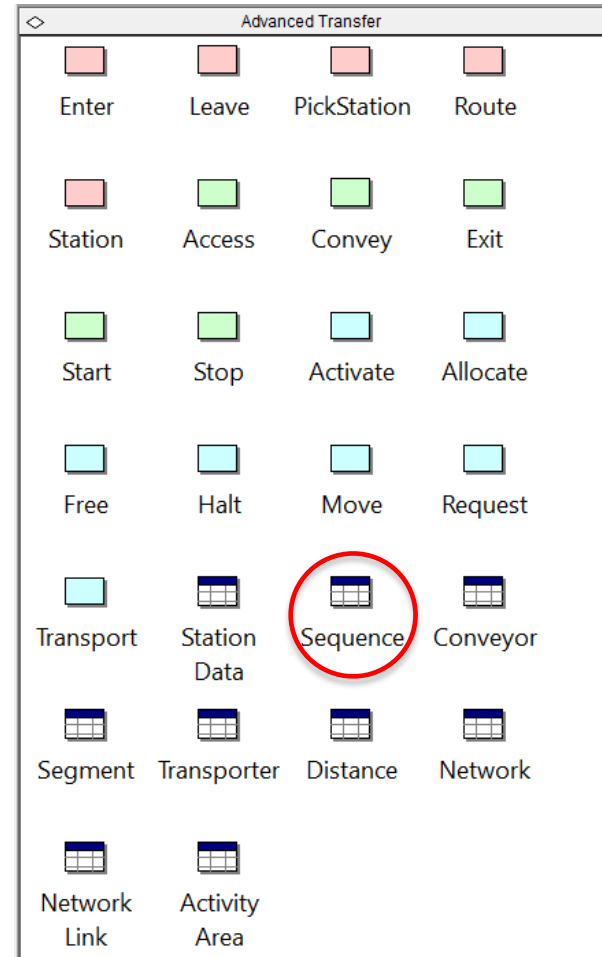 Advanced Transfer
Enter Leave PickStation Route
Station Access Convey Exit
Start Stop Activate Allocate
Free Halt Move Request
Transport Station Sequence Conveyor
Data
Segment Transporter Distance Network
Network Activity
Link Area